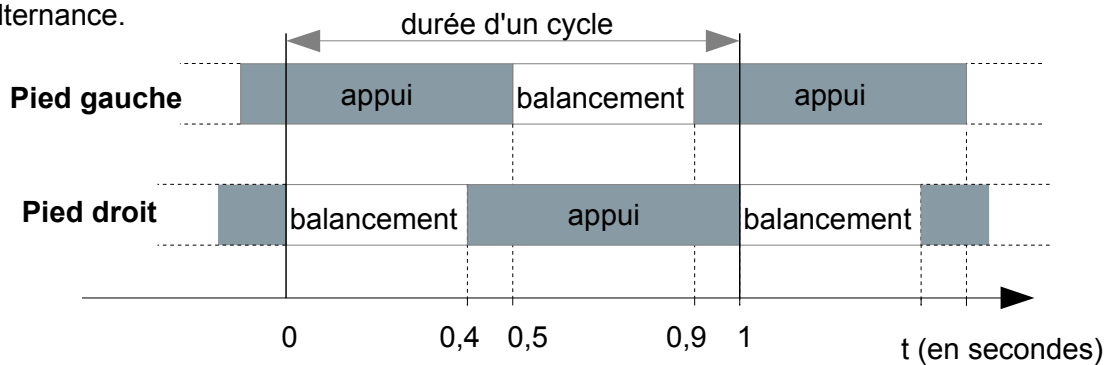 lternance.
durée d'un cycle
Pied gauche appui balancement appui
Pied droit balancement appui balancement
0 0,4 0,5 0,9 1
t (en secondes)